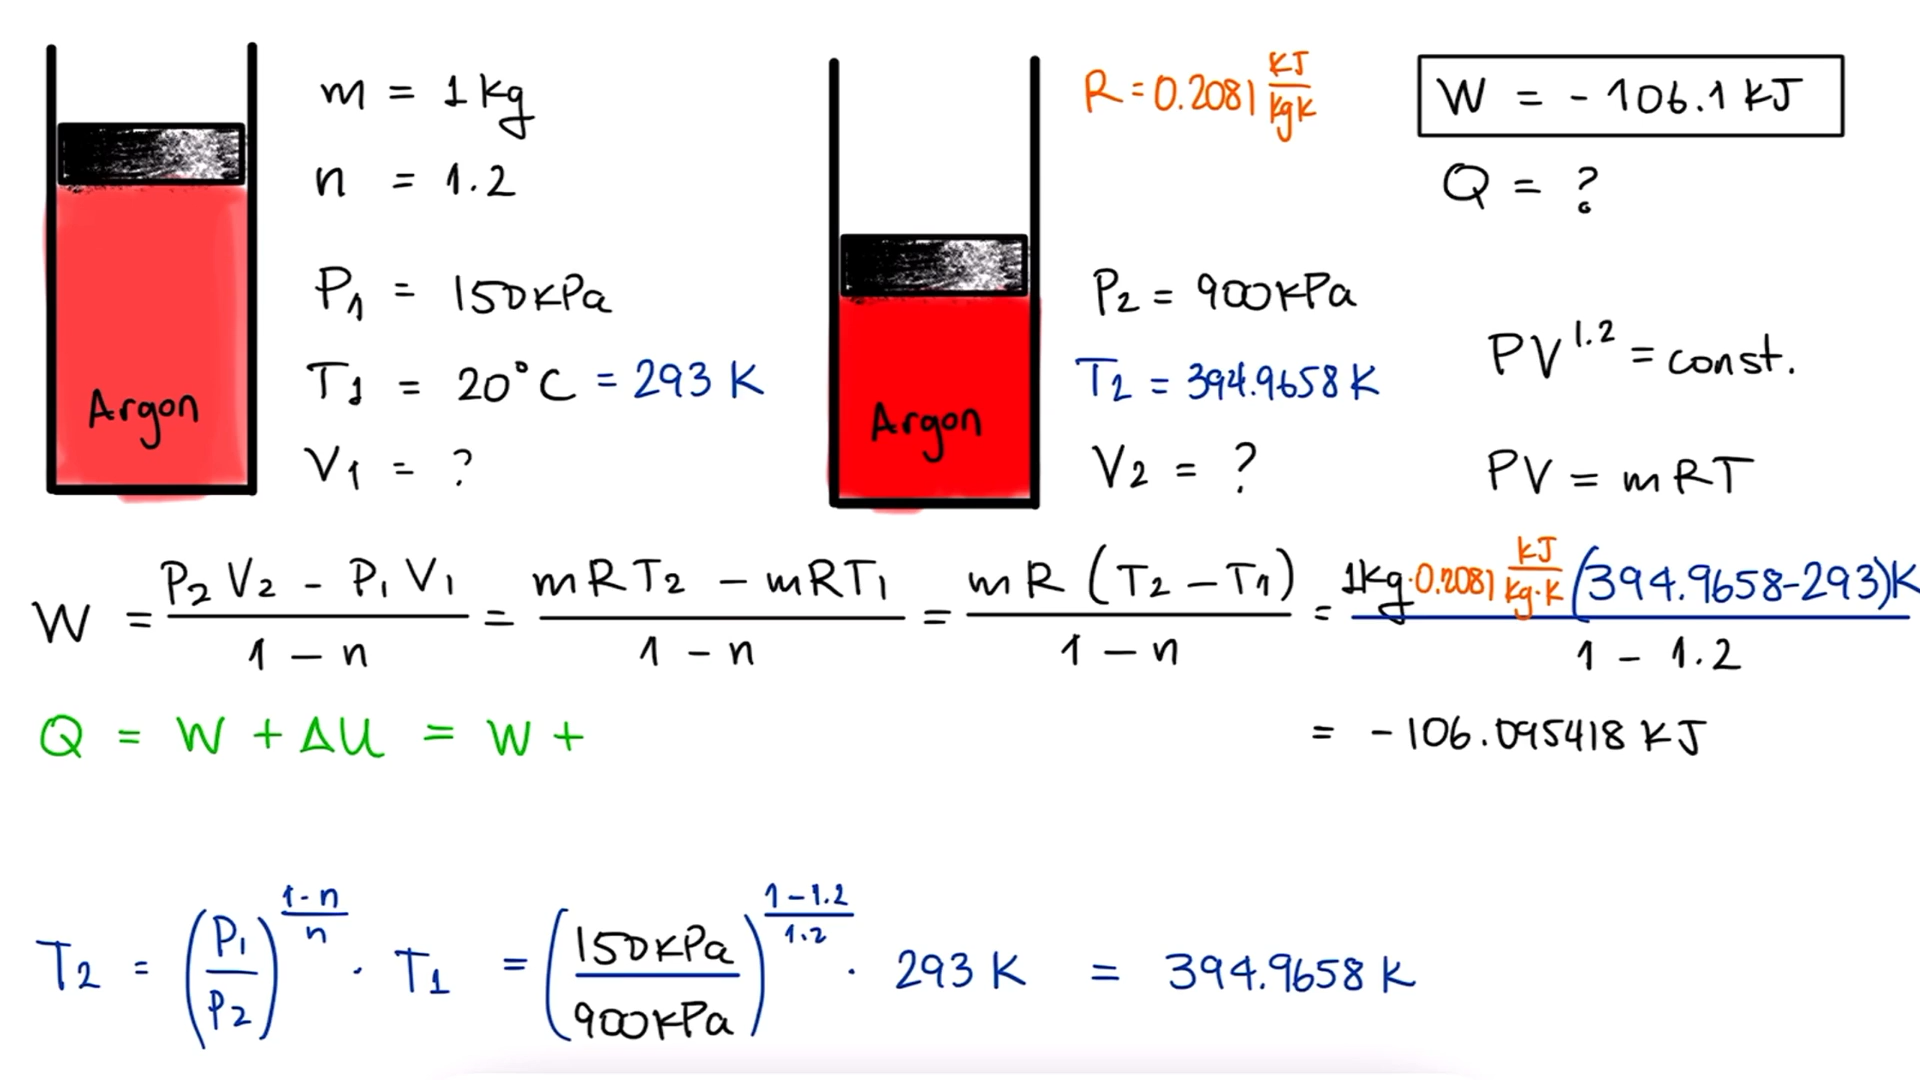 m = 1kg
n = 1.2
P₁ = 150kPa
T₁ = 20°C = 293 K
V₁ = ?
Argon
R = 0.2081 KJ/kgK
P₂ = 900kPa
T₂ = 394.9658K
V₂ = ?
Argon
W = - 106.1 KJ
Q = ?
PV^1.2 = const.
PV = mRT
W = (P₂V₂ - P₁V₁)/(1 - n) = (mRT₂ - mRT₁)/(1 - n) = mR(T₂ - T₁)/(1 - n) = 1kg·0.2081 KJ/kg·K (394.9658-293)K/(1 - 1.2)
= - 106.095418 KJ
Q = W + ΔU = W +
T₂ = (P₁/P₂)^((1-n)/n) · T₁ = (150kPa/900kPa)^((1-1.2)/1.2) · 293 K = 394.9658 K